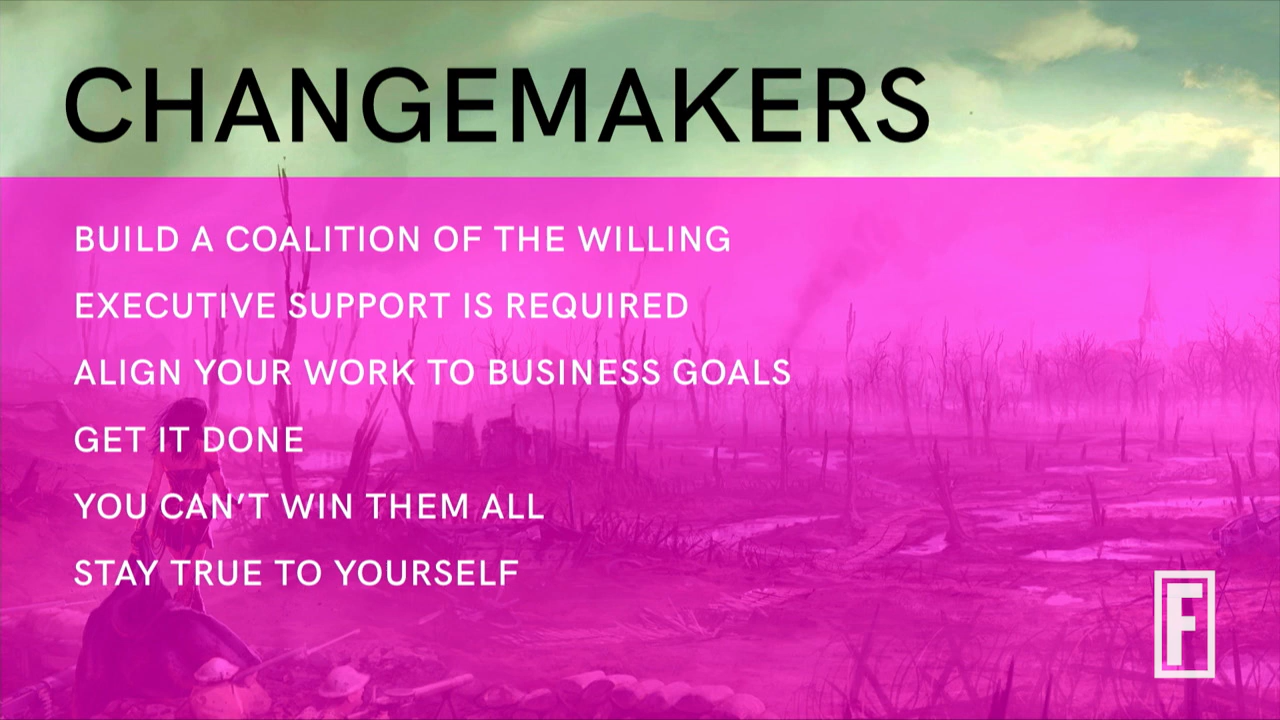 CHANGEMAKERS
BUILD A COALITION OF THE WILLING
EXECUTIVE SUPPORT IS REQUIRED
ALIGN YOUR WORK TO BUSINESS GOALS
GET IT DONE
YOU CAN’T WIN THEM ALL
STAY TRUE TO YOURSELF
F